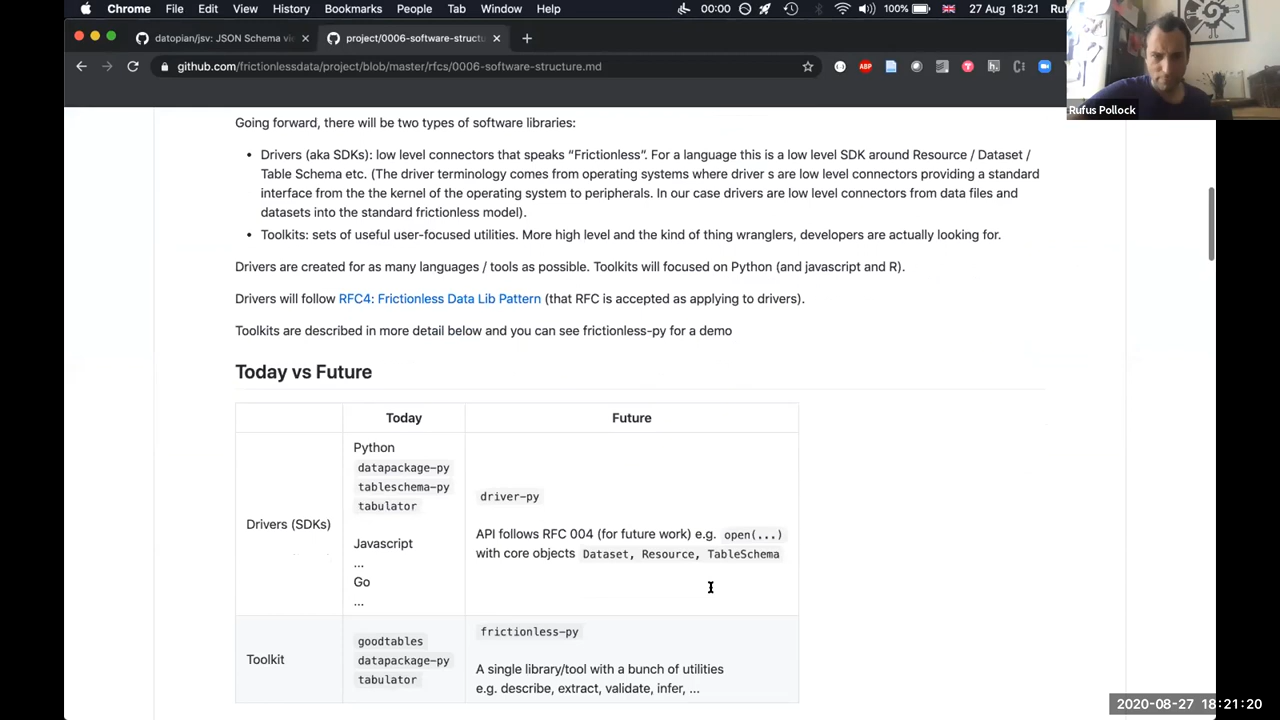 Chrome File Edit View History Bookmarks People Tab Window Help 00:00 100% 27 Aug 18:21
datopian/jsv: JSON Schema
project/0006-software-structu
github.com/frictionlessdata/project/blob/master/rfcs/0006-software-structure.md
ABP
Rufus Pollock
Going forward, there will be two types of software libraries:
• Drivers (aka SDKs): low level connectors that speaks “Frictionless”. For a language this is a low level SDK around Resource / Dataset /
Table Schema etc. (The driver terminology comes from operating systems where driver s are low level connectors providing a standard
interface from the the kernel of the operating system to peripherals. In our case drivers are low level connectors from data files and
datasets into the standard frictionless model).
• Toolkits: sets of useful user-focused utilities. More high level and the kind of thing wranglers, developers are actually looking for.
Drivers are created for as many languages / tools as possible. Toolkits will focused on Python (and javascript and R).
Drivers will follow RFC4: Frictionless Data Lib Pattern (that RFC is accepted as applying to drivers).
Toolkits are described in more detail below and you can see frictionless-py for a demo
Today vs Future
Today Future
Drivers (SDKs)
Python
datapackage-py
tableschema-py
tabulator
Javascript
...
Go
...
driver-py
API follows RFC 004 (for future work) e.g. open(...)
with core objects Dataset, Resource, TableSchema
Toolkit
goodtables
datapackage-py
tabulator
frictionless-py
A single library/tool with a bunch of utilities
e.g. describe, extract, validate, infer, ...
2020-08-27 18:21:20